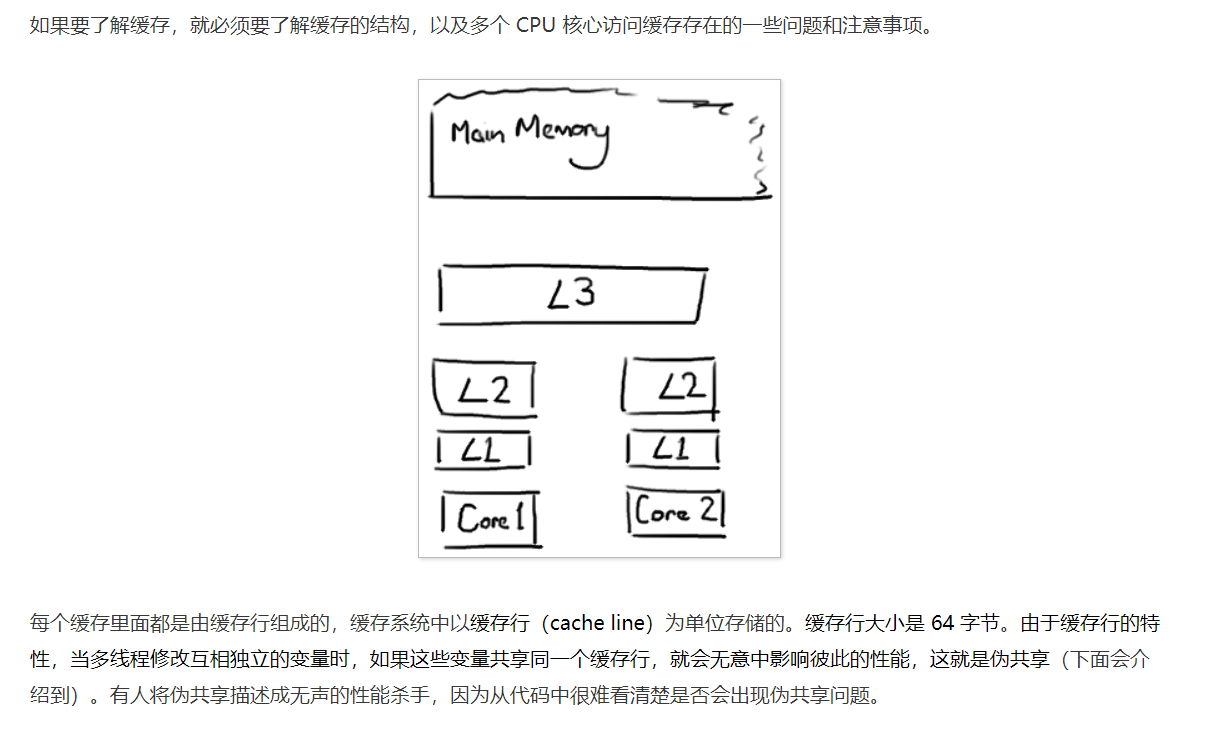 如果要了解缓存，就必须要了解缓存的结构，以及多个 CPU 核心访问缓存存在的一些问题和注意事项。
Main Memory
L3
L2 L2
L1 L1
Core 1 Core 2
每个缓存里面都是由缓存行组成的，缓存系统中以缓存行（cache line）为单位存储的。缓存行大小是 64 字节。由于缓存行的特
性，当多线程修改互相独立的变量时，如果这些变量共享同一个缓存行，就会无意中影响彼此的性能，这就是伪共享（下面会介
绍到）。有人将伪共享描述成无声的性能杀手，因为从代码中很难看清楚是否会出现伪共享问题。